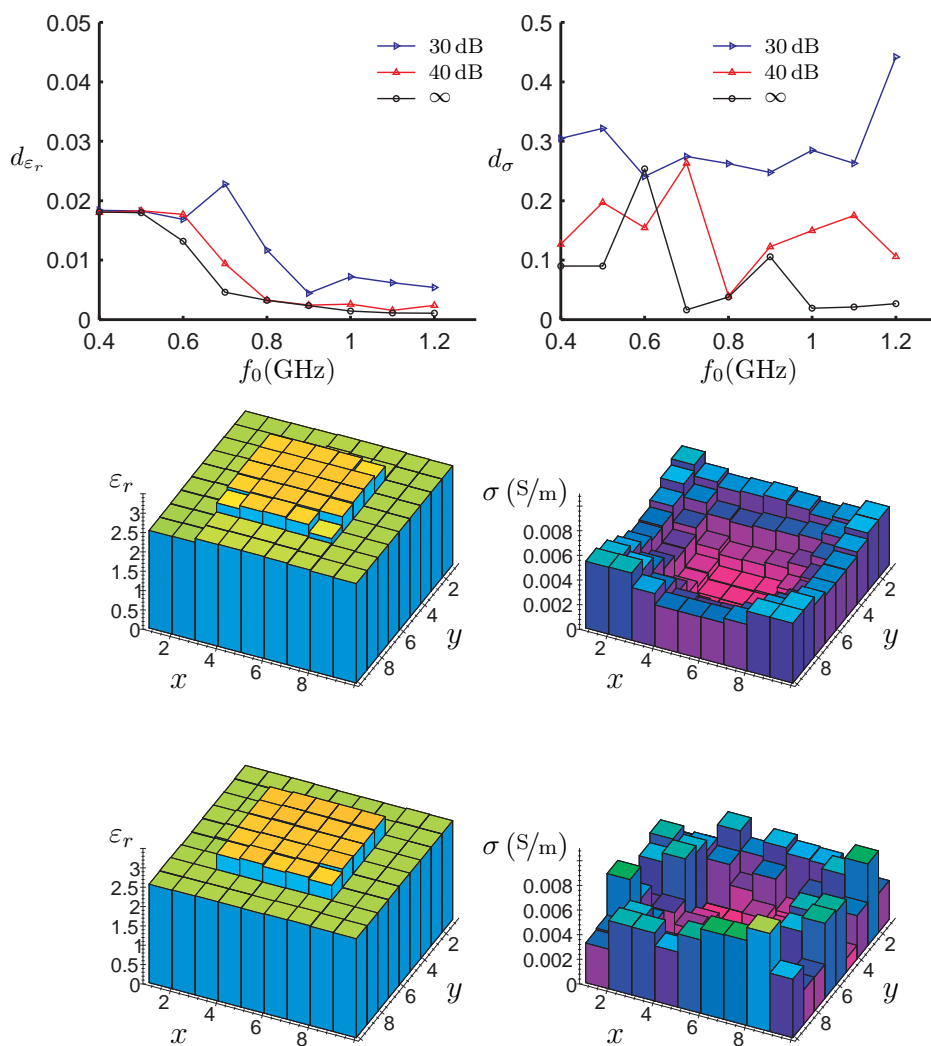 0.05
0.04
0.03
0.02
0.01
0
d_{ε_r}
30 dB
40 dB
∞
0.4 0.6 0.8 1 1.2
f_0(GHz)
0.5
0.4
0.3
0.2
0.1
0
d_σ
30 dB
40 dB
∞
0.4 0.6 0.8 1 1.2
f_0(GHz)
ε_r
3
2.5
2
1.5
1
0.5
0
2 4 6 8
x
2
4
6
8
y
σ (S/m)
0.008
0.006
0.004
0.002
0
2 4 6 8
x
2
4
6
8
y
ε_r
3
2.5
2
1.5
1
0.5
0
2 4 6 8
x
2
4
6
8
y
σ (S/m)
0.008
0.006
0.004
0.002
0
2 4 6 8
x
2
4
6
8
y